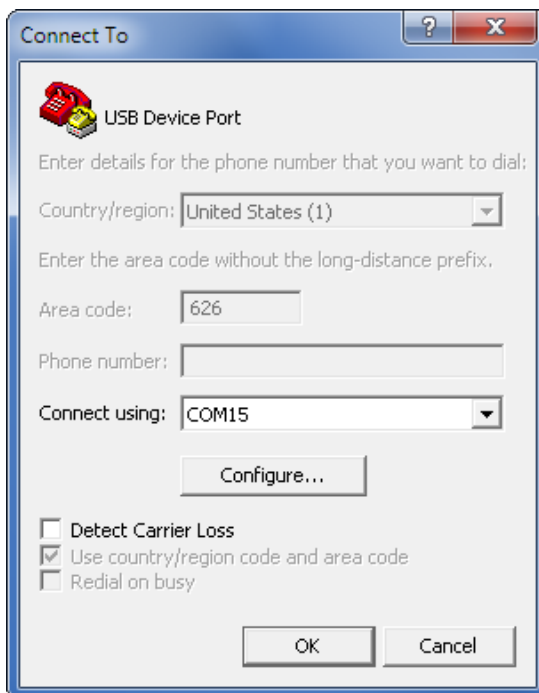 Connect To
?
X
USB Device Port
Enter details for the phone number that you want to dial:
Country/region: United States (1)
Enter the area code without the long-distance prefix.
Area code: 626
Phone number:
Connect using: COM15
Configure...
Detect Carrier Loss
Use country/region code and area code
Redial on busy
OK Cancel